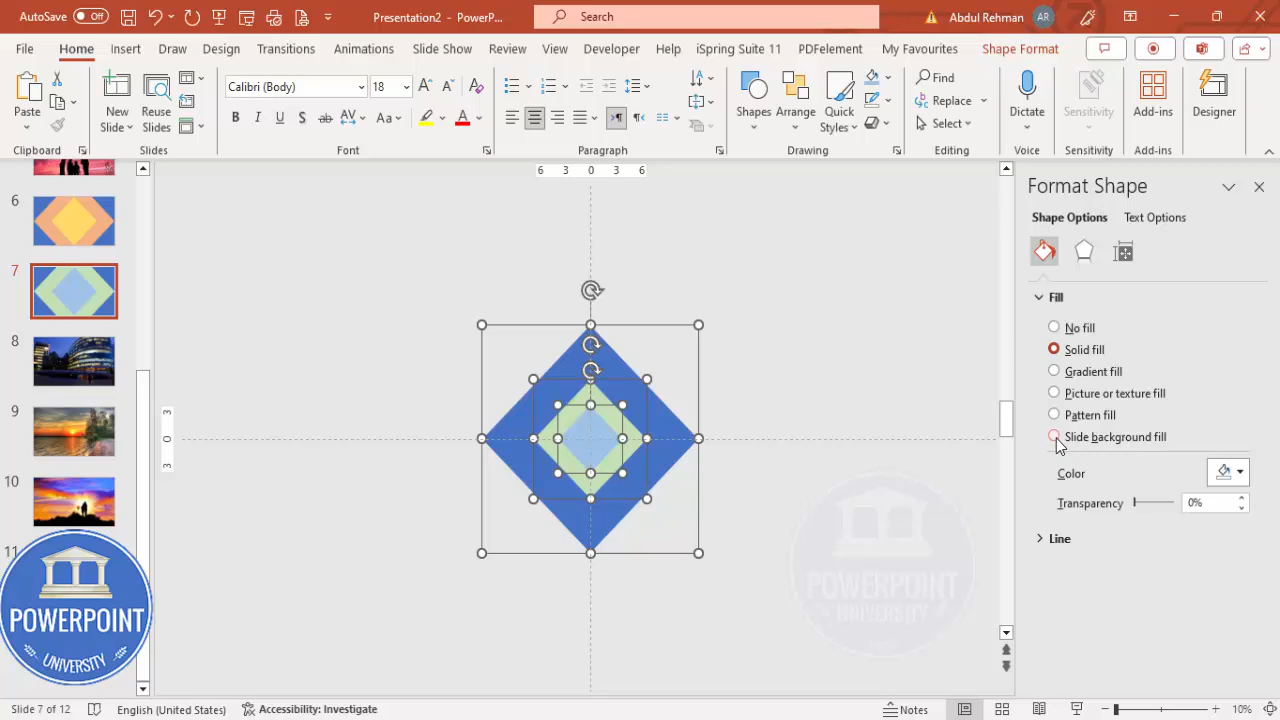 AutoSave Off Presentation2 - PowerP... Search Abdul Rehman AR
File Home Insert Draw Design Transitions Animations Slide Show Review View Developer Help iSpring Suite 11 PDFelement My Favourites Shape Format
Paste New Slide Reuse Slides Calibri (Body) 18 Shapes Arrange Quick Styles Find Replace Select Dictate Sensitivity Add-ins Designer
Clipboard Slides Font Paragraph Drawing Editing Voice Sensitivity Add-ins
6 3 0 3 6
3 0 3
6
7
8
9
10
11
POWERPOINT
UNIVERSITY
POWERPOINT
UNIVERSITY
Format Shape
Shape Options Text Options
Fill
No fill
Solid fill
Gradient fill
Picture or texture fill
Pattern fill
Slide background fill
Color
Transparency 0%
Line
Slide 7 of 12 English (United States) Accessibility: Investigate Notes 10%